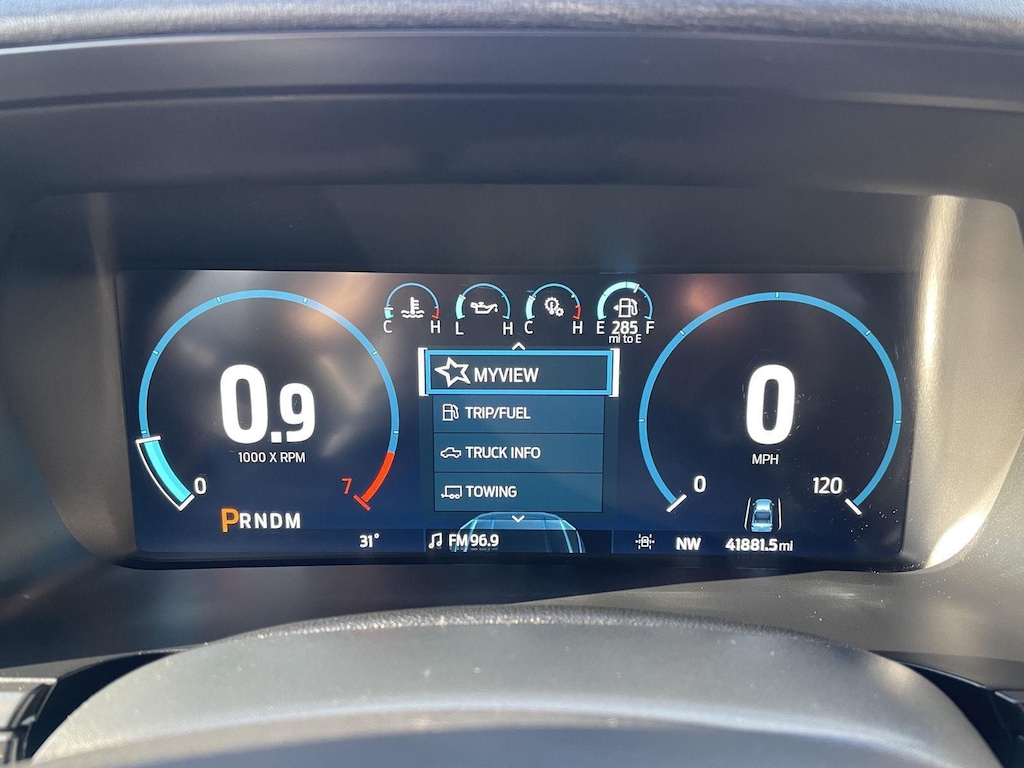 C H L H C H E 285 F
mi to E
MYVIEW
TRIP/FUEL
TRUCK INFO
TOWING
0.9
1000 X RPM
0 7
PRNDM
31°
FM 96.9
0
MPH
0 120
NW 41881.5 mi